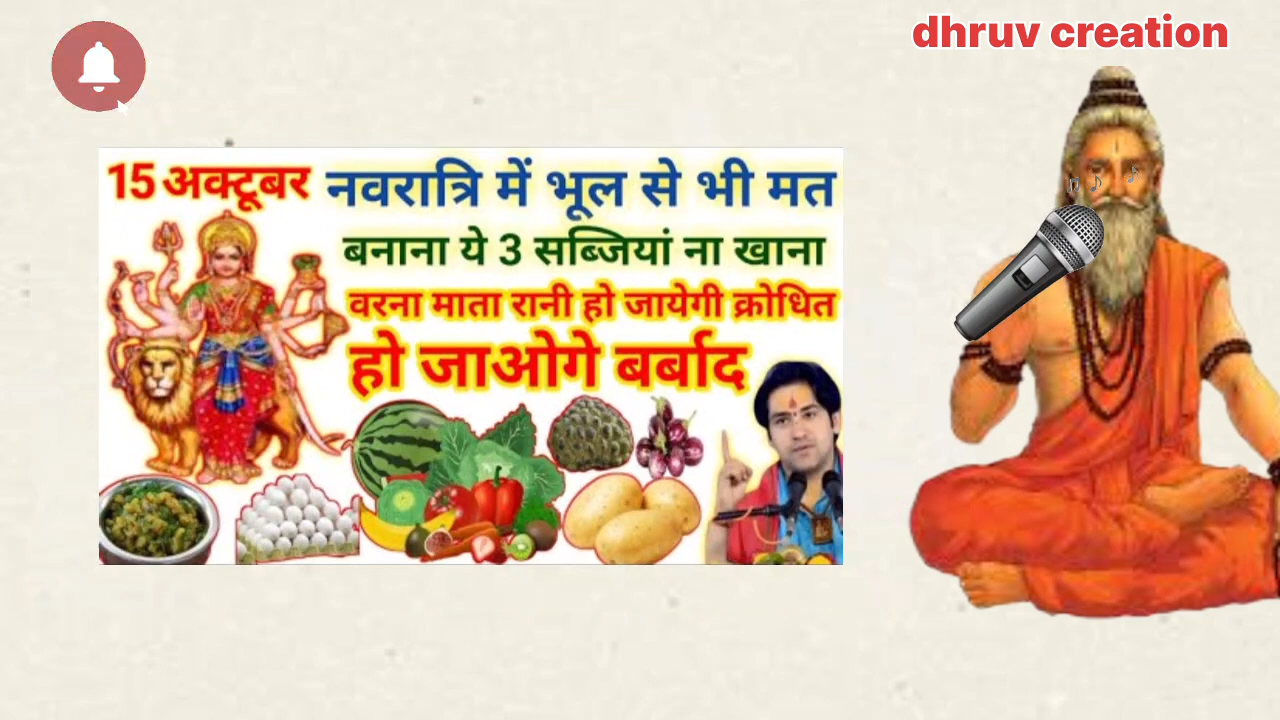 dhruv creation
15 अक्टूबर नवरात्रि में भूल से भी मत
बनाना ये 3 सब्जियां ना खाना
वरना माता रानी हो जायेगी क्रोधित
हो जाओगे बर्बाद